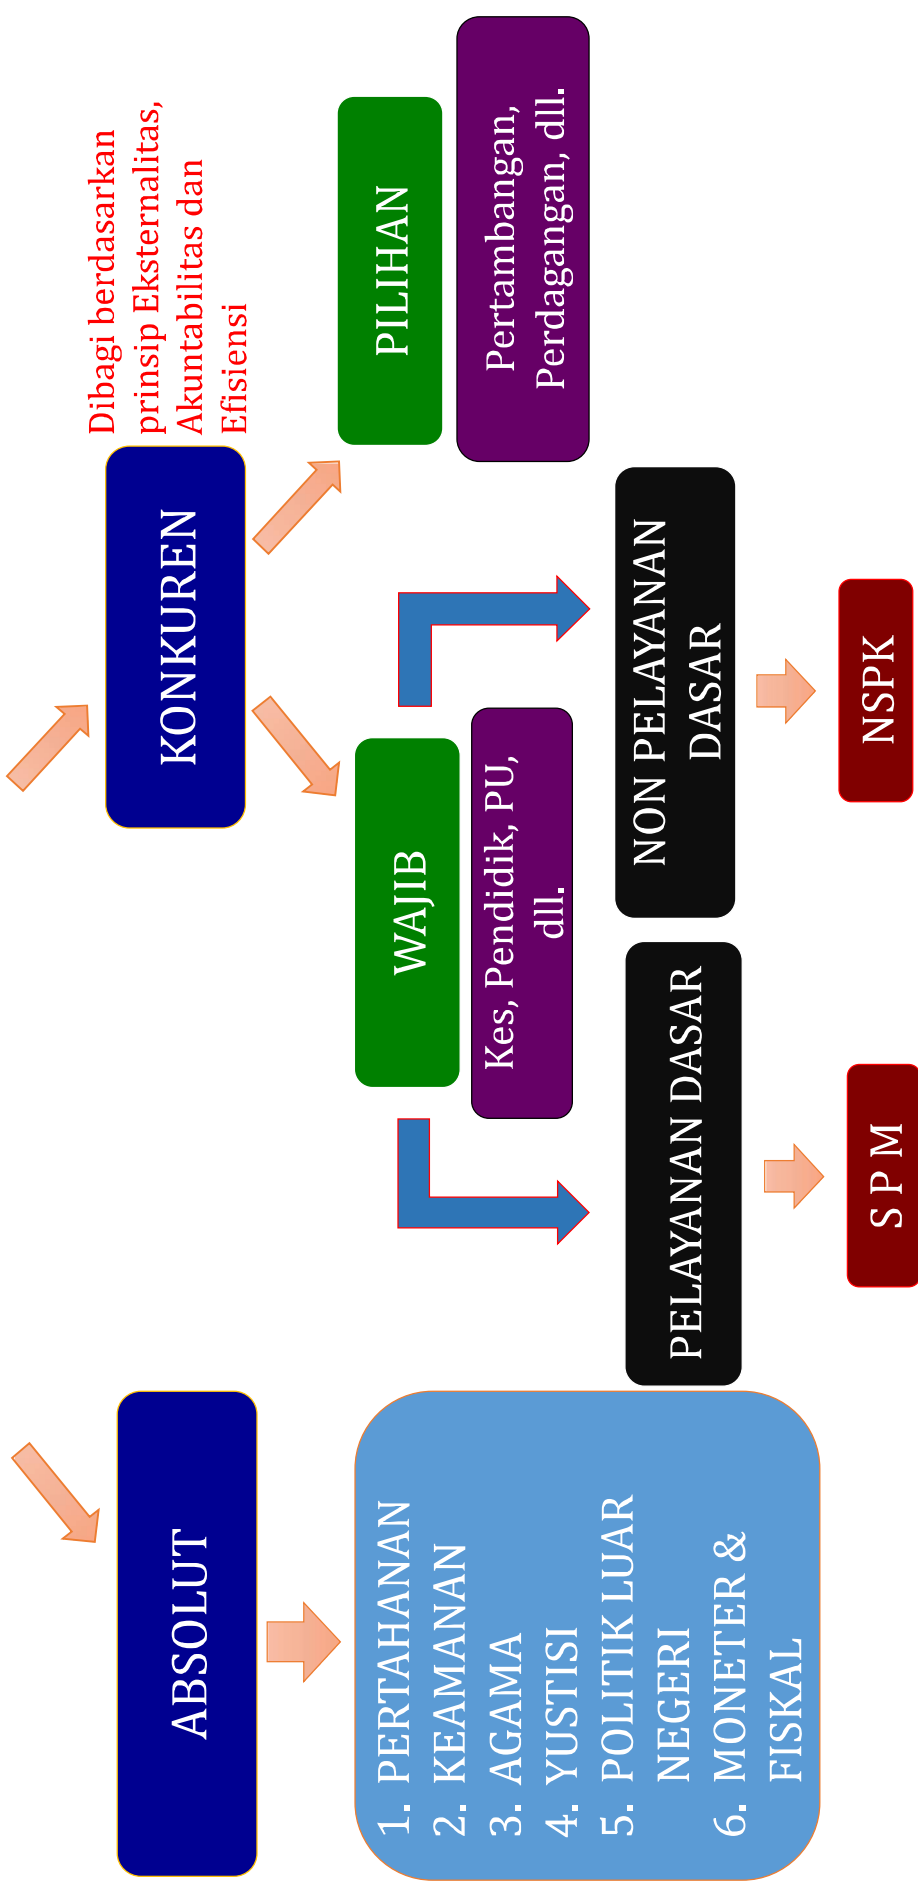 ABSOLUT
KONKUREN
Dibagi berdasarkan
prinsip Eksternalitas,
Akuntabilitas dan
Efisiensi
1. PERTAHANAN
2. KEAMANAN
3. AGAMA
4. YUSTISI
5. POLITIK LUAR
NEGERI
6. MONETER &
FISKAL
WAJIB
Kes, Pendidik, PU,
dll.
PILIHAN
Pertambangan,
Perdagangan, dll.
PELAYANAN DASAR
NON PELAYANAN
DASAR
S P M
NSPK